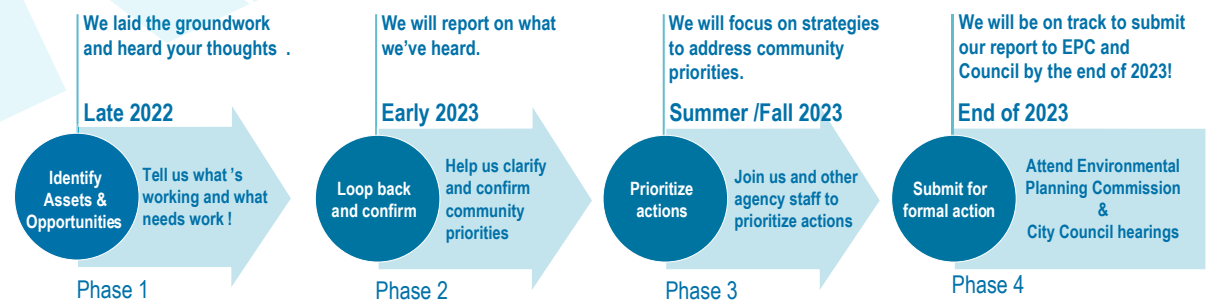 We laid the groundwork
and heard your thoughts .
Late 2022
Identify
Assets &
Opportunities
Tell us what 's
working and what
needs work !
Phase 1
We will report on what
we've heard.
Early 2023
Loop back
and confirm
Help us clarify
and confirm
community
priorities
Phase 2
We will focus on strategies
to address community
priorities.
Summer /Fall 2023
Prioritize
actions
Join us and other
agency staff to
prioritize actions
Phase 3
We will be on track to submit
our report to EPC and
Council by the end of 2023!
End of 2023
Submit for
formal action
Attend Environmental
Planning Commission
&
City Council hearings
Phase 4